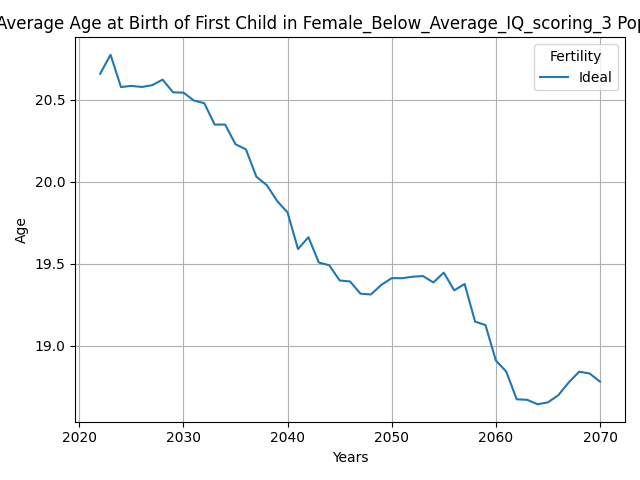 Average Age at Birth of First Child in Female_Below_Average_IQ_scoring_3
Fertility
Ideal
20.5
20.0
19.5
19.0
Age
2020 2030 2040 2050 2060 2070
Years